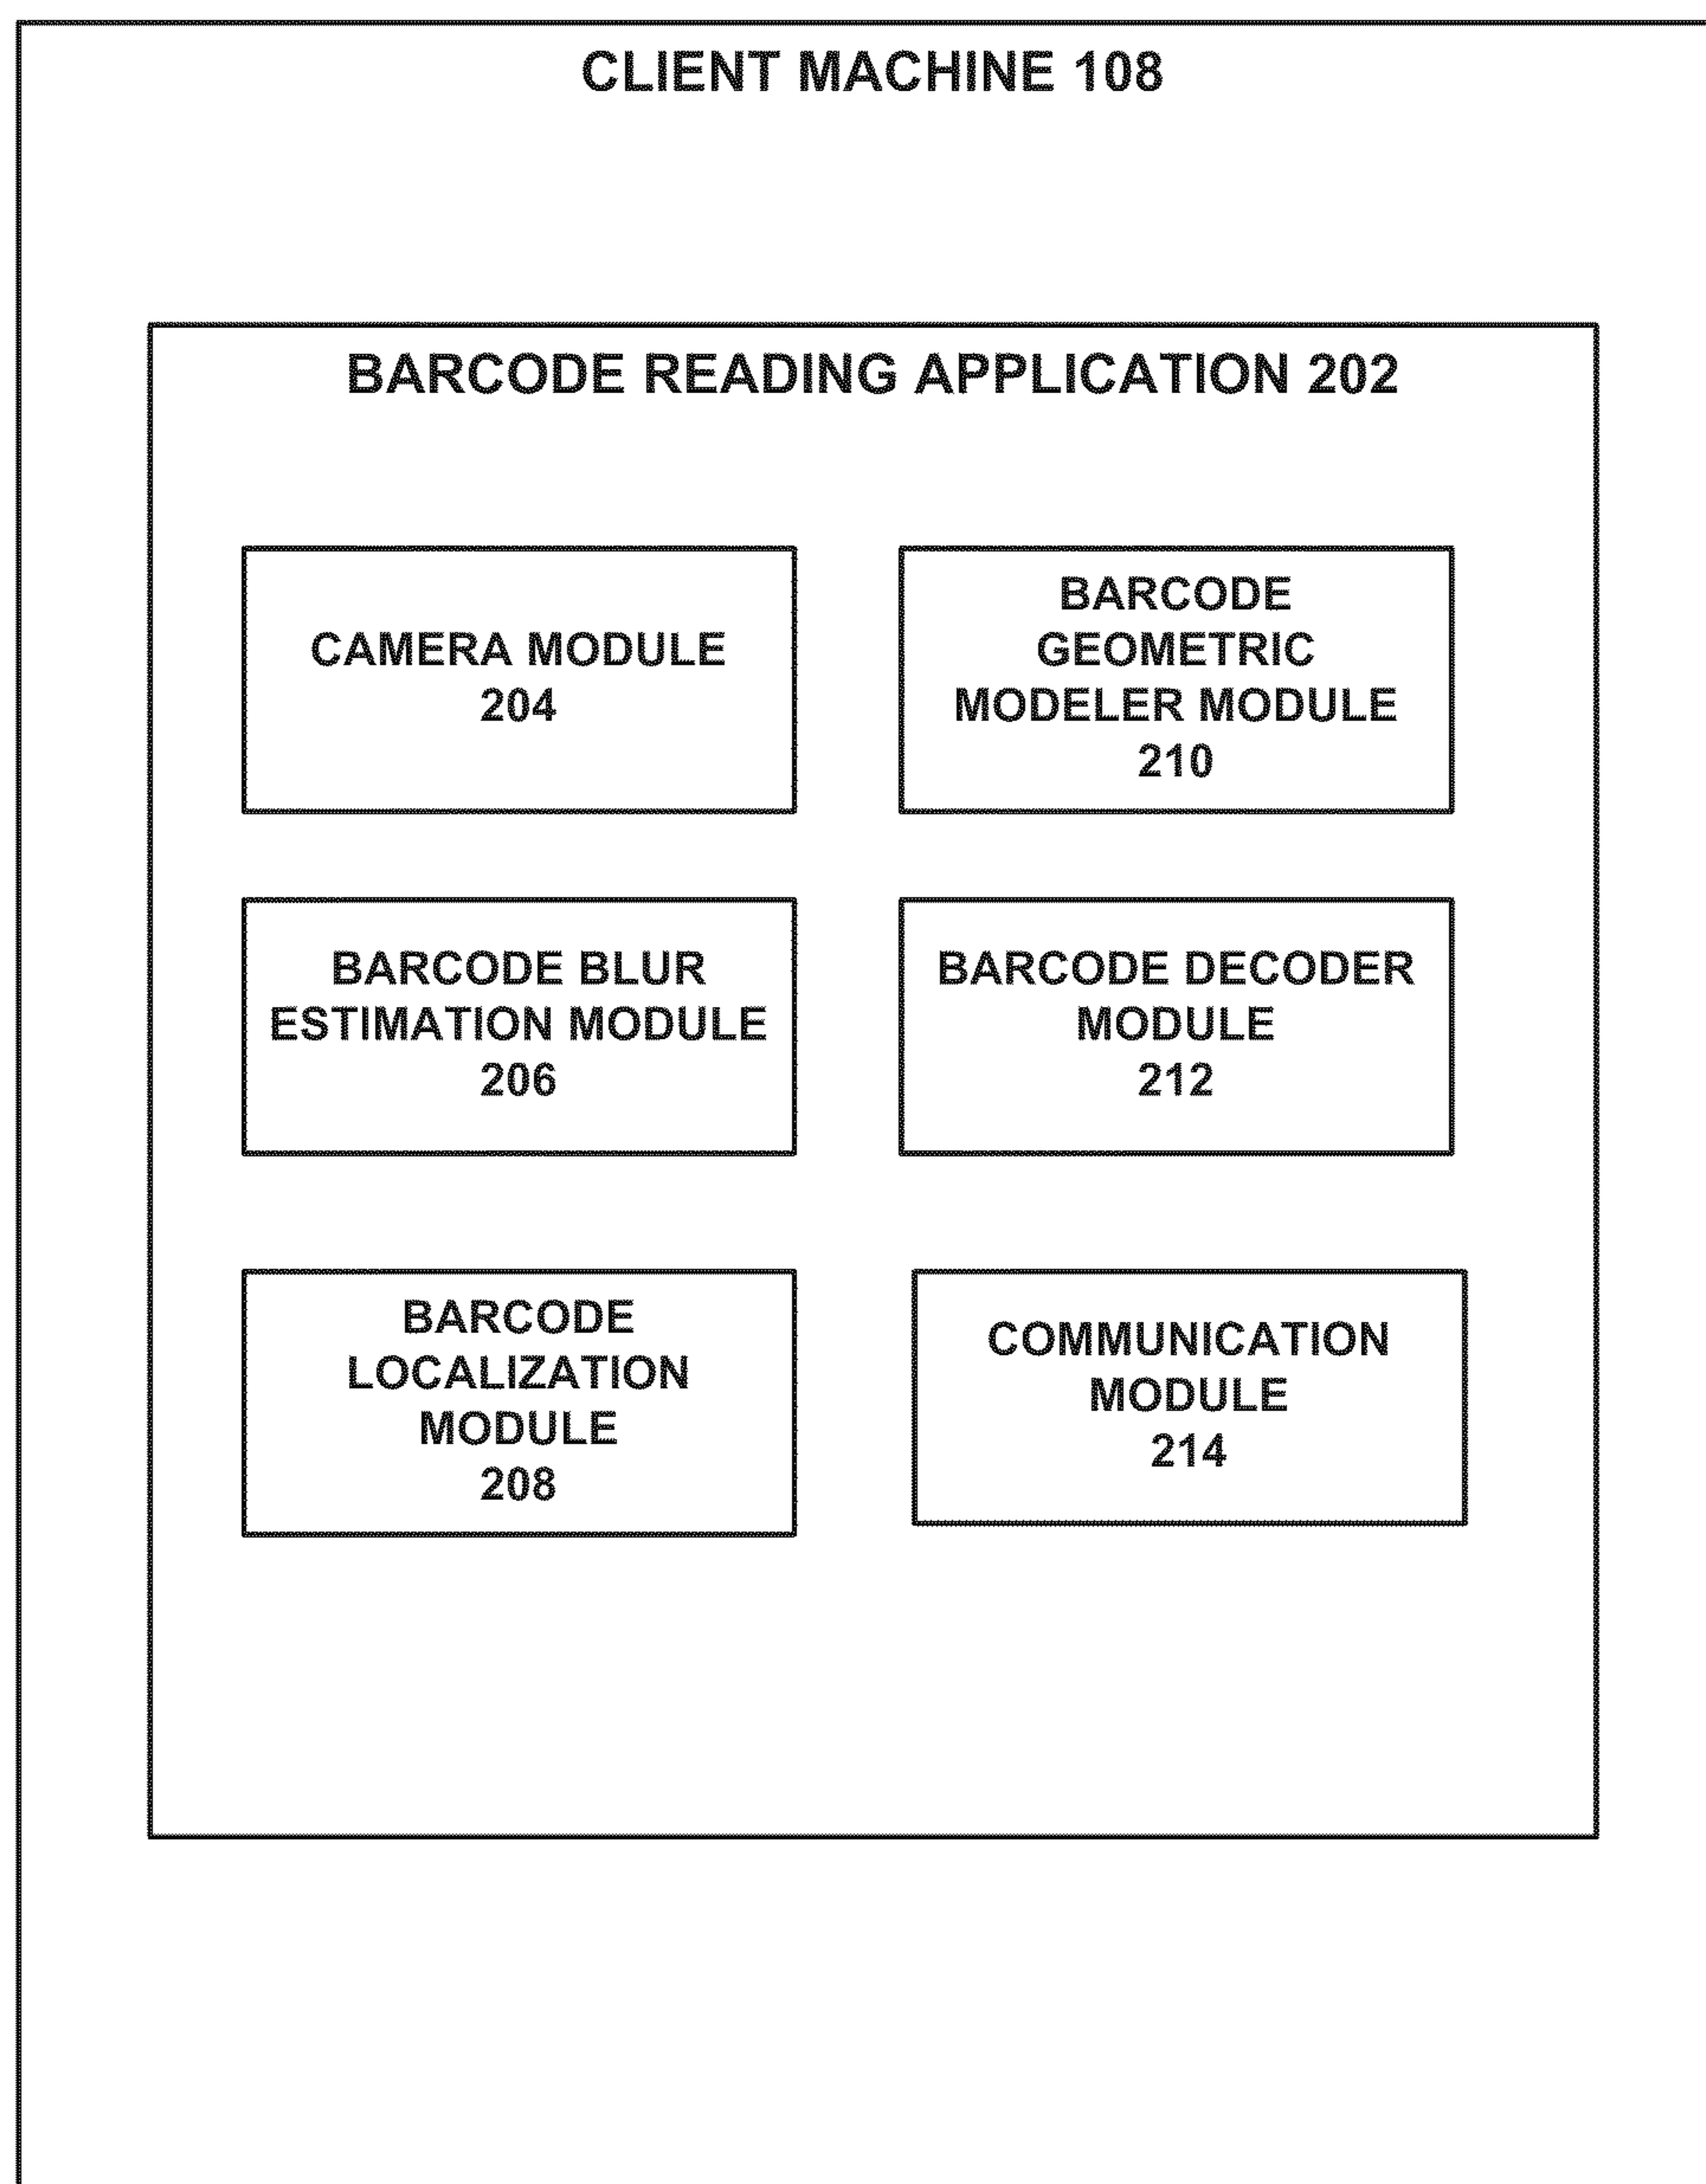 CLIENT MACHINE 108
BARCODE READING APPLICATION 202
CAMERA MODULE
204
BARCODE
GEOMETRIC
MODELER MODULE
210
BARCODE BLUR
ESTIMATION MODULE
206
BARCODE DECODER
MODULE
212
BARCODE
LOCALIZATION
MODULE
208
COMMUNICATION
MODULE
214